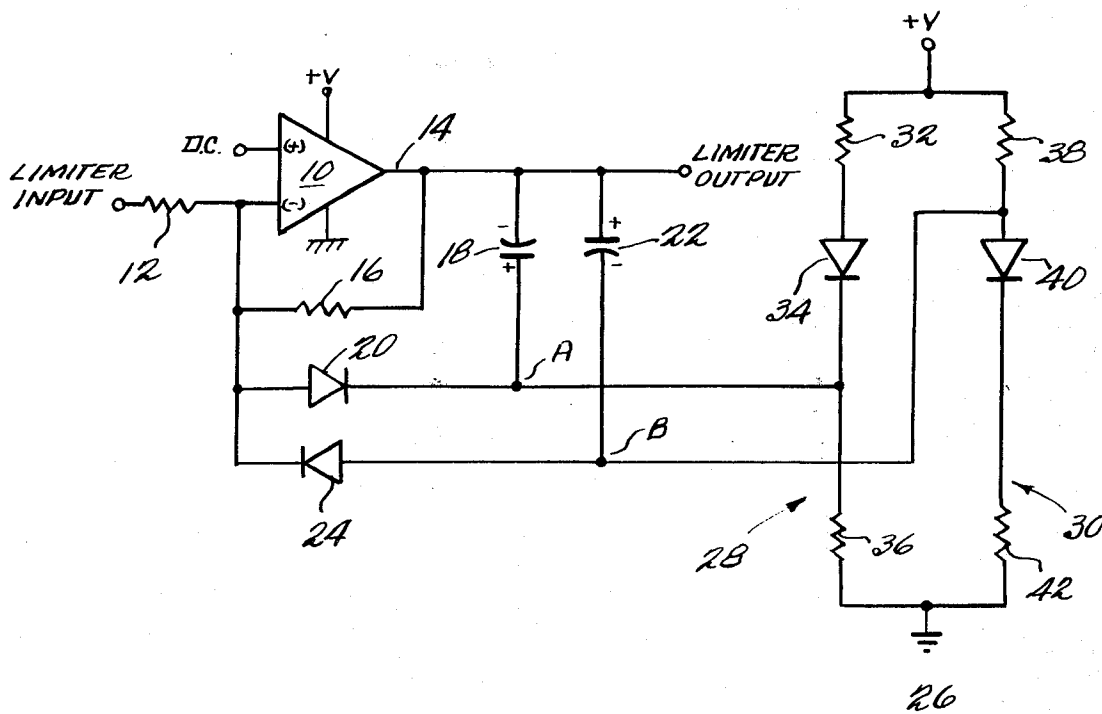 +V
+V
D.C.
(+)
14
32
38
LIMITER
INPUT
10
(-)
LIMITER
OUTPUT
12
-
18
+
+
22
-
16
34
40
20
A
B
24
28
36
30
42
26